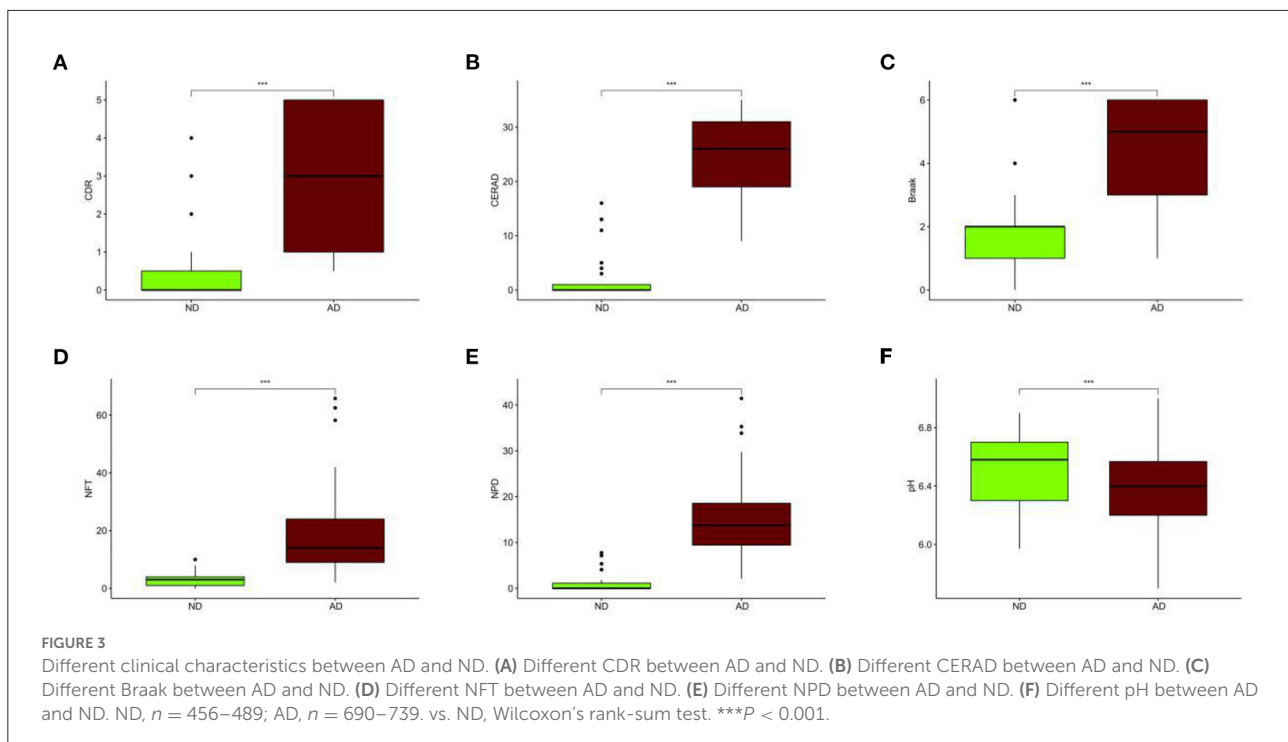 A
***
5
4
3
2
1
0
CDR
ND
AD
B
***
30
20
10
0
CERAD
ND
AD
C
***
6
4
2
0
Braak
ND
AD
D
***
60
40
20
0
NFT
ND
AD
E
***
40
30
20
10
0
NPD
ND
AD
F
***
6.8
6.4
6.0
pH
ND
AD
FIGURE 3
Different clinical characteristics between AD and ND. (A) Different CDR between AD and ND. (B) Different CERAD between AD and ND. (C)
Different Braak between AD and ND. (D) Different NFT between AD and ND. (E) Different NPD between AD and ND. (F) Different pH between AD
and ND. ND, n = 456–489; AD, n = 690–739. vs. ND, Wilcoxon’s rank-sum test. ***P < 0.001.